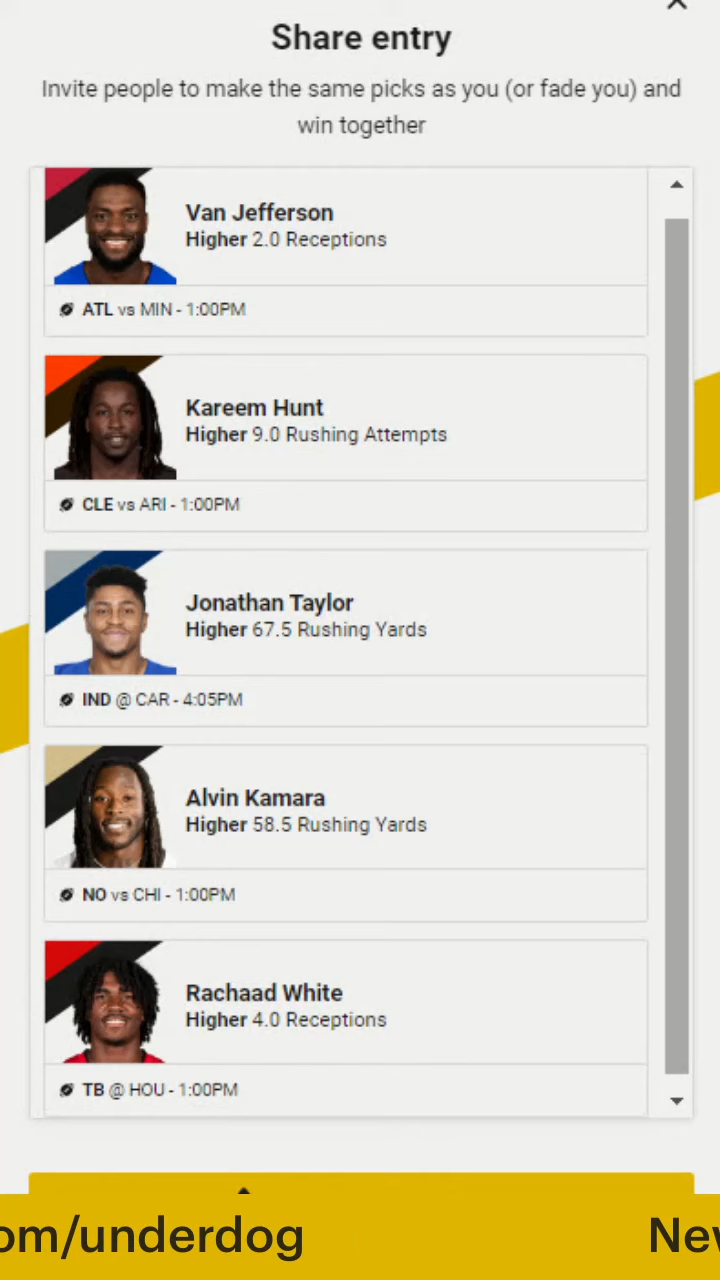 Share entry
Invite people to make the same picks as you (or fade you) and
win together
Van Jefferson
Higher 2.0 Receptions
ATL vs MIN - 1:00PM
Kareem Hunt
Higher 9.0 Rushing Attempts
CLE vs ARI - 1:00PM
Jonathan Taylor
Higher 67.5 Rushing Yards
IND @ CAR - 4:05PM
Alvin Kamara
Higher 58.5 Rushing Yards
NO vs CHI - 1:00PM
Rachaad White
Higher 4.0 Receptions
TB @ HOU - 1:00PM
om/underdog